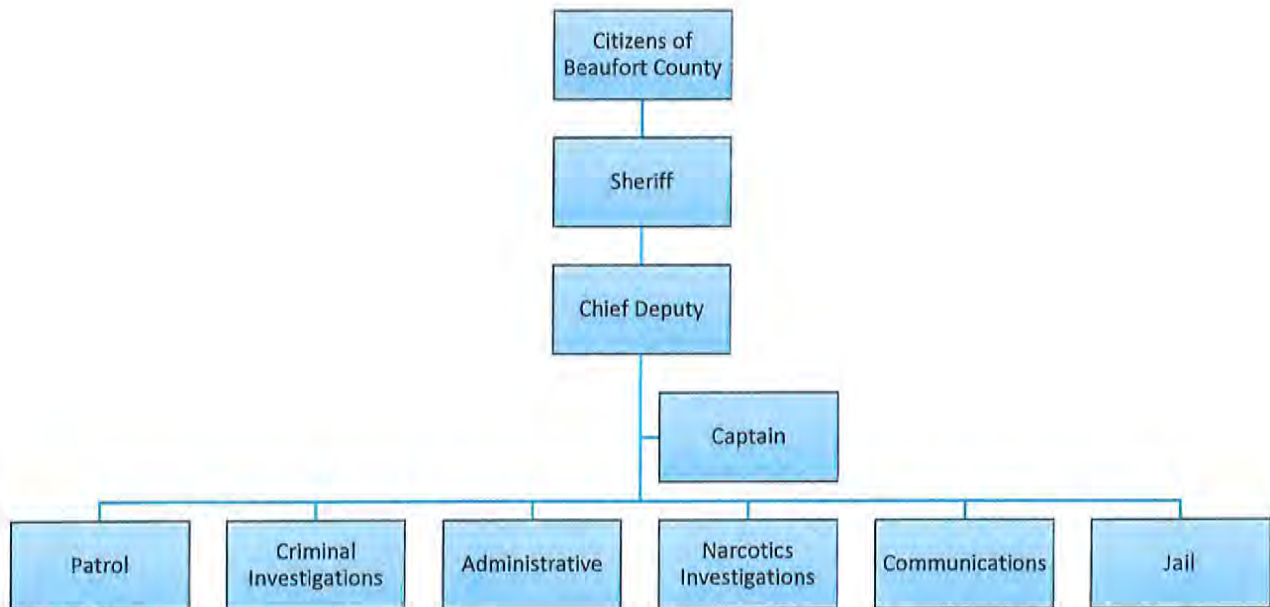 Citizens of
Beaufort County
Sheriff
Chief Deputy
Captain
Patrol
Criminal
Investigations
Administrative
Narcotics
Investigations
Communications
Jail